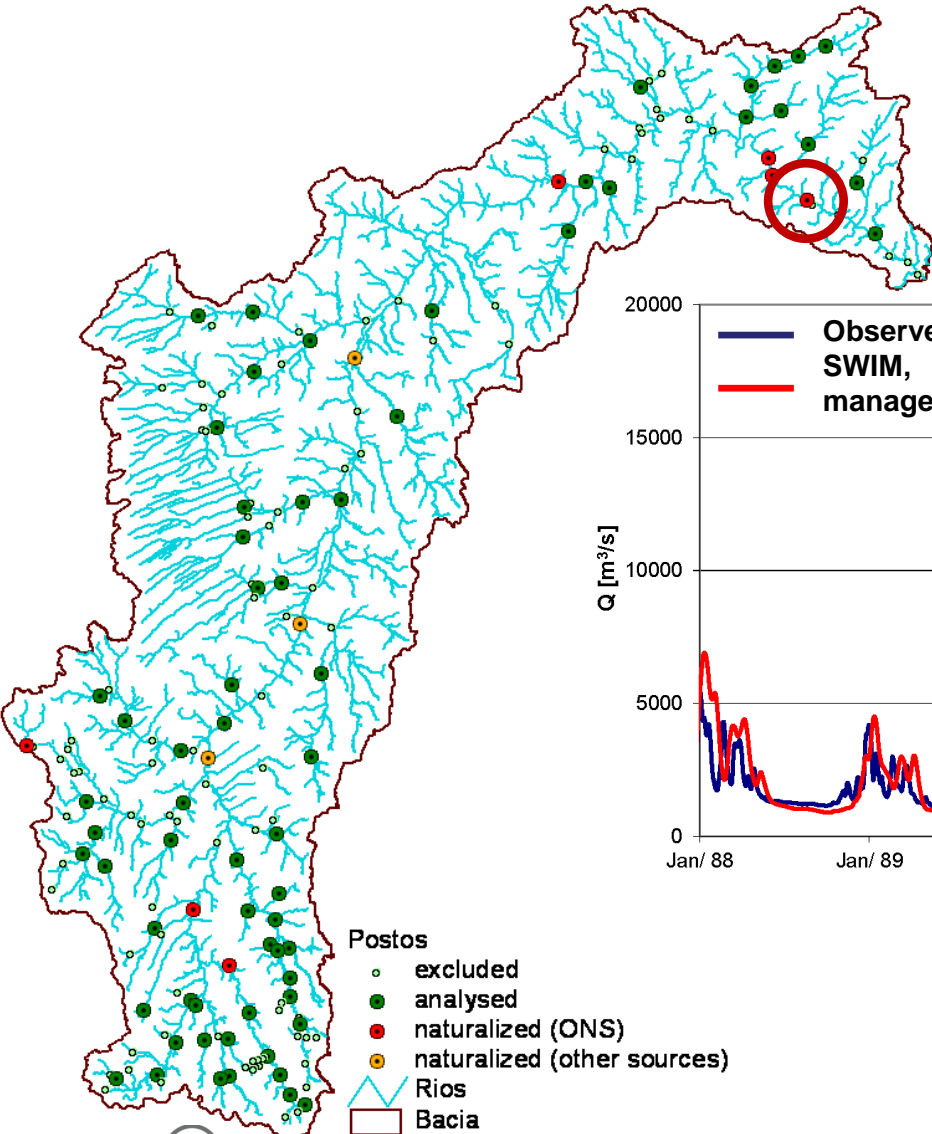 20000
Observe
SWIM,
manage
15000
10000
Q [m³/s]
5000
0
Jan/ 88
Jan/ 89
Postos
excluded
analysed
naturalized (ONS)
naturalized (other sources)
Rios
Bacia